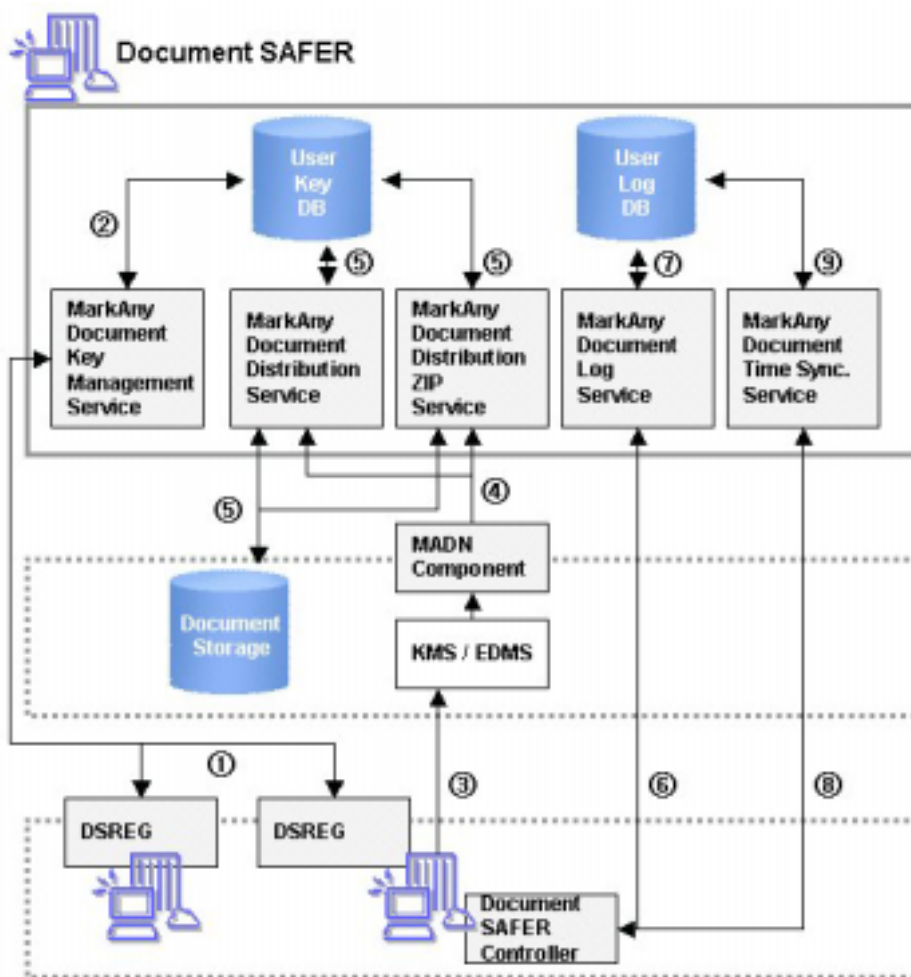 Document SAFER
User
Key
DB
User
Log
DB
②
⑤
⑤
⑦
⑨
MarkAny
Document
Key
Management
Service
MarkAny
Document
Distribution
Service
MarkAny
Document
Distribution
ZIP
Service
MarkAny
Document
Log
Service
MarkAny
Document
Time Sync.
Service
④
⑤
MADN
Component
Document
Storage
KMS / EDMS
①
③
⑥
⑧
DSREG
DSREG
Document
SAFER
Controller